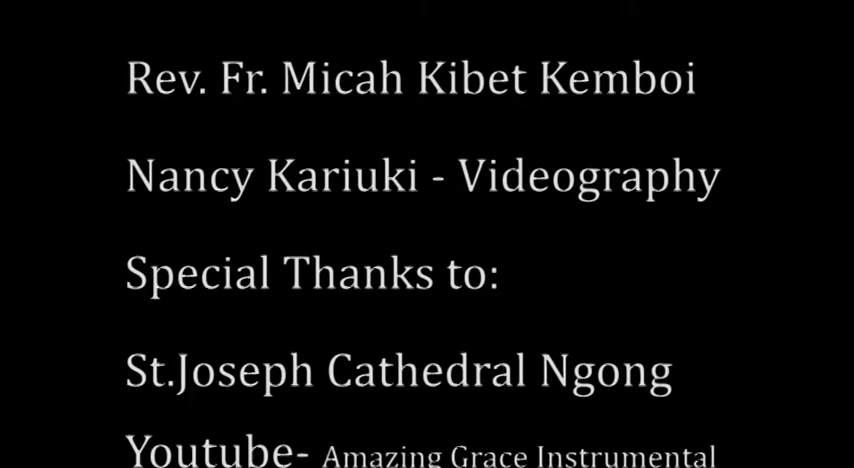 Rev. Fr. Micah Kibet Kemboi
Nancy Kariuki - Videography
Special Thanks to:
St.Joseph Cathedral Ngong
Youtube- Amazing Grace Instrumental